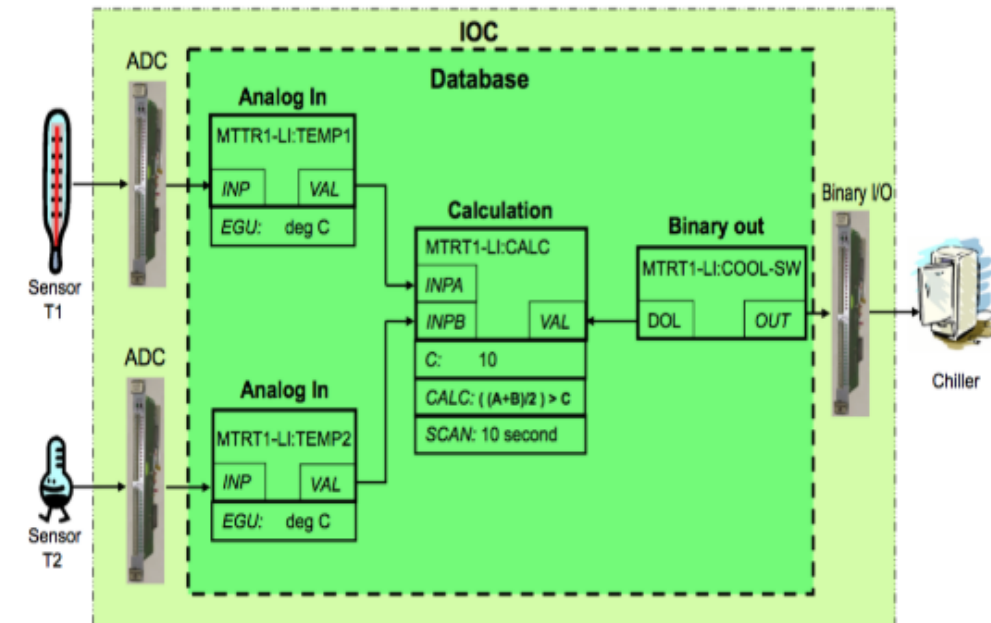 IOC
ADC
Database
Analog In
MTTR1-LI:TEMP1
INP VAL
EGU: deg C
Sensor
T1
Calculation
MTRT1-LI:CALC
INPA
INPB VAL
C: 10
CALC: ( (A+B)/2 ) > C
SCAN: 10 second
Binary out
MTRT1-LI:COOL-SW
DOL OUT
Binary I/O
Chiller
ADC
Analog In
MTRT1-LI:TEMP2
INP VAL
EGU: deg C
Sensor
T2